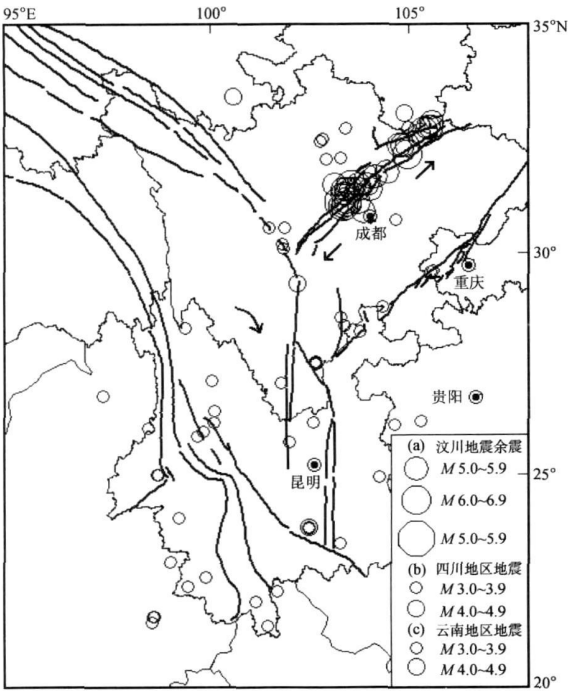 95°E 100° 105° 35°N
成都
30°
重庆
贵阳
昆明
25°
(a) 汶川地震余震
M 5.0~5.9
M 6.0~6.9
M 5.0~5.9
(b) 四川地区地震
M 3.0~3.9
M 4.0~4.9
(c) 云南地区地震
M 3.0~3.9
M 4.0~4.9
20°